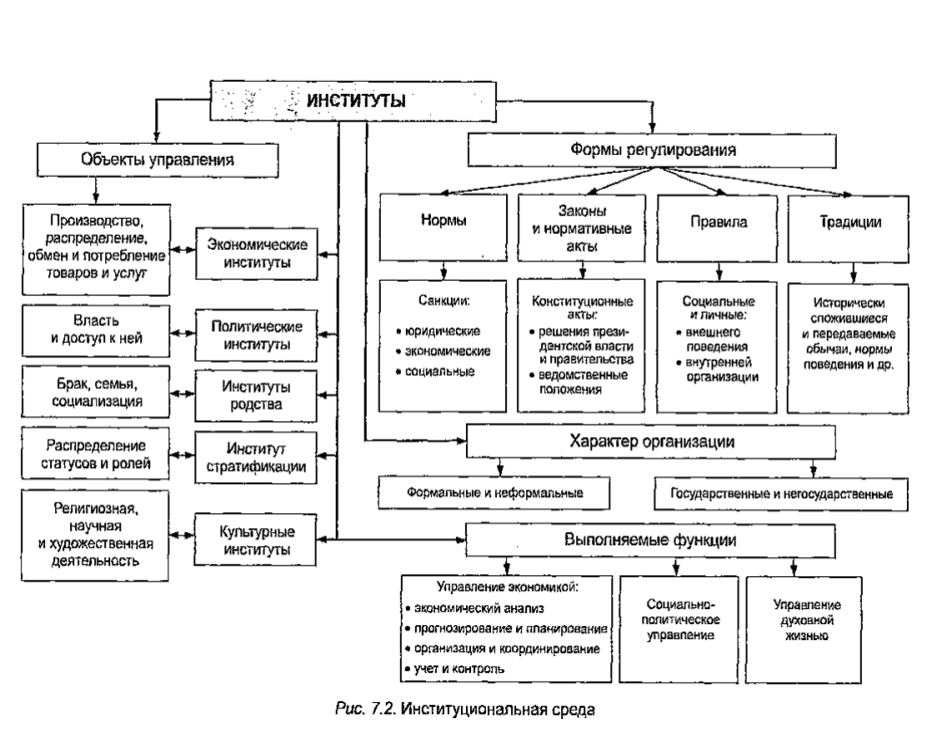 ИНСТИТУТЫ
Объекты управления
Производство,
распределение,
обмен и потребление
товаров и услуг
Экономические
институты
Власть
и доступ к ней
Политические
институты
Брак, семья,
социализация
Институты
родства
Распределение
статусов и ролей
Институт
стратификации
Религиозная,
научная
и художественная
деятельность
Культурные
институты
Формы регулирования
Нормы
Законы
и нормативные
акты
Правила
Традиции
Санкции:
• юридические
• экономические
• социальные
Конституционные
акты:
• решения прези-
дентской власти
и правительства
• ведомственные
положения
Социальные
и личные:
• внешнего
поведения
• внутренней
организации
Исторически
сложившиеся
и передаваемые
обычаи, нормы
поведения и др.
Характер организации
Формальные и неформальные
Государственные и негосударственные
Выполняемые функции
Управление экономикой:
• экономический анализ
• прогнозирование и планирование
• организация и координирование
• учет и контроль
Социально-
политическое
управление
Управление
духовной
жизнью
Рис. 7.2. Институциональная среда